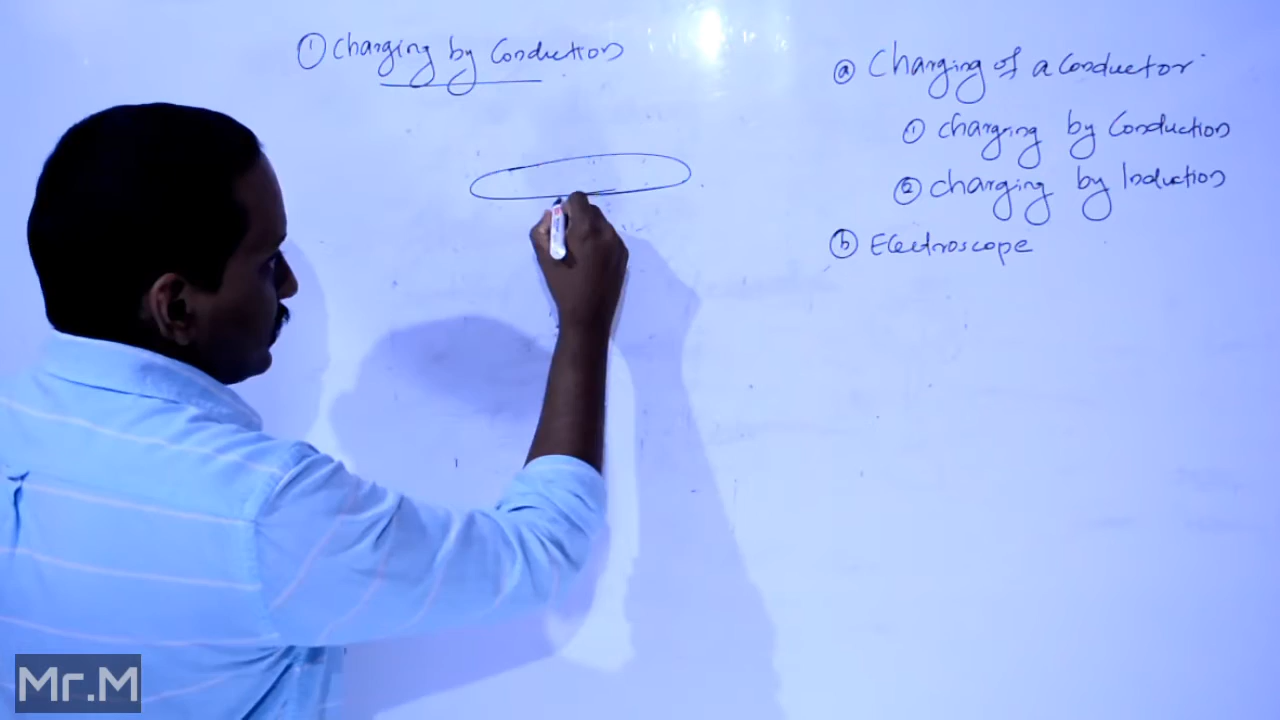 ① Charging by Conduction
ⓐ Charging of a Conductor
① Charging by Conduction
② Charging by Induction
ⓑ Electroscope
Mr.M